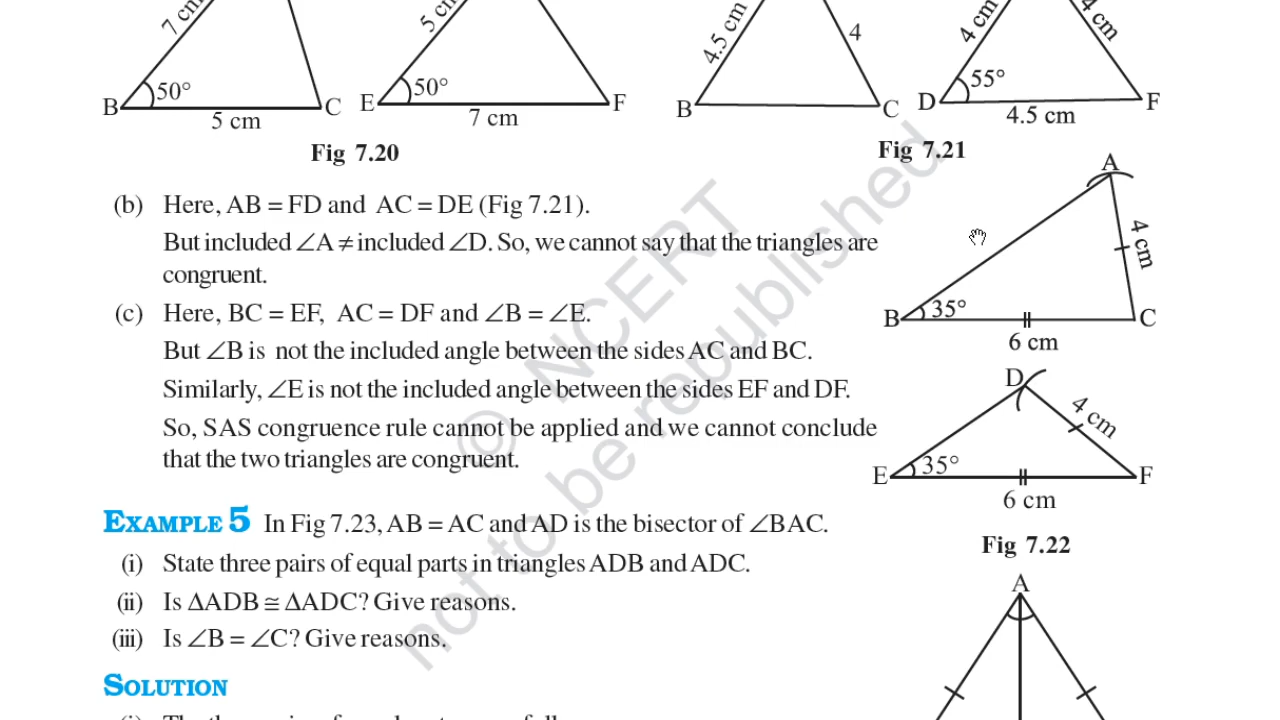 7 cm
50°
B
C
5 cm
5 cm
50°
E
F
7 cm
Fig 7.20
4.5 cm
4
B
C
4 cm
4 cm
55°
D
F
4.5 cm
Fig 7.21
(b) Here, AB = FD and AC = DE (Fig 7.21).
But included ∠A ≠ included ∠D. So, we cannot say that the triangles are
congruent.
(c) Here, BC = EF, AC = DF and ∠B = ∠E.
But ∠B is not the included angle between the sides AC and BC.
Similarly, ∠E is not the included angle between the sides EF and DF.
So, SAS congruence rule cannot be applied and we cannot conclude
that the two triangles are congruent.
A
4 cm
B
35°
C
6 cm
D
4 cm
E
35°
F
6 cm
Fig 7.22
EXAMPLE 5 In Fig 7.23, AB = AC and AD is the bisector of ∠BAC.
(i) State three pairs of equal parts in triangles ADB and ADC.
(ii) Is ΔADB ≅ ΔADC? Give reasons.
(iii) Is ∠B = ∠C? Give reasons.
A
SOLUTION
© NCERT
not to be republished